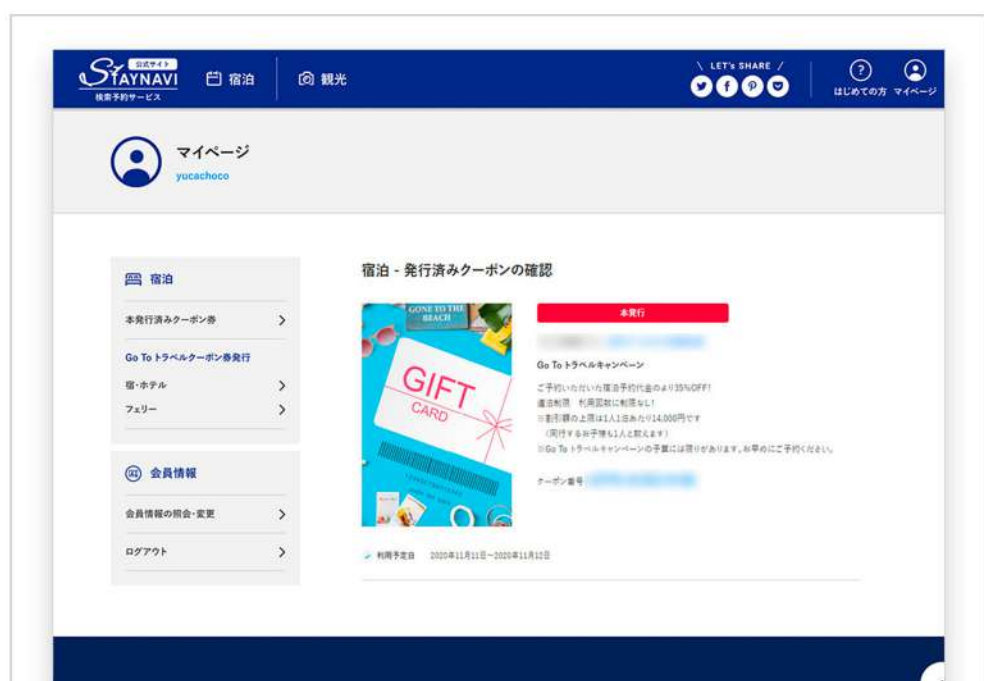 公式サイト
STAYNAVI
検索予約サービス
宿泊
観光
\ LET's SHARE /
はじめての方
マイページ
マイページ
yucachoco
宿泊
本発行済みクーポン券
Go To トラベルクーポン券発行
宿・ホテル
フェリー
会員情報
会員情報の照会・変更
ログアウト
宿泊 - 発行済みクーポンの確認
GONE TO THE
BEACH
GIFT
CARD
本発行
Go To トラベルキャンペーン
ご予約いただいた宿泊予約代金のより35%OFF!
連泊制限 利用回数に制限なし!
※割引額の上限は1人1泊あたり14,000円です
(同行するお子様も1人と数えます)
※Go To トラベルキャンペーンの予算には限りがあります。お早めにご予約ください。
クーポン番号
利用予定日 2020年11月11日~2020年11月12日